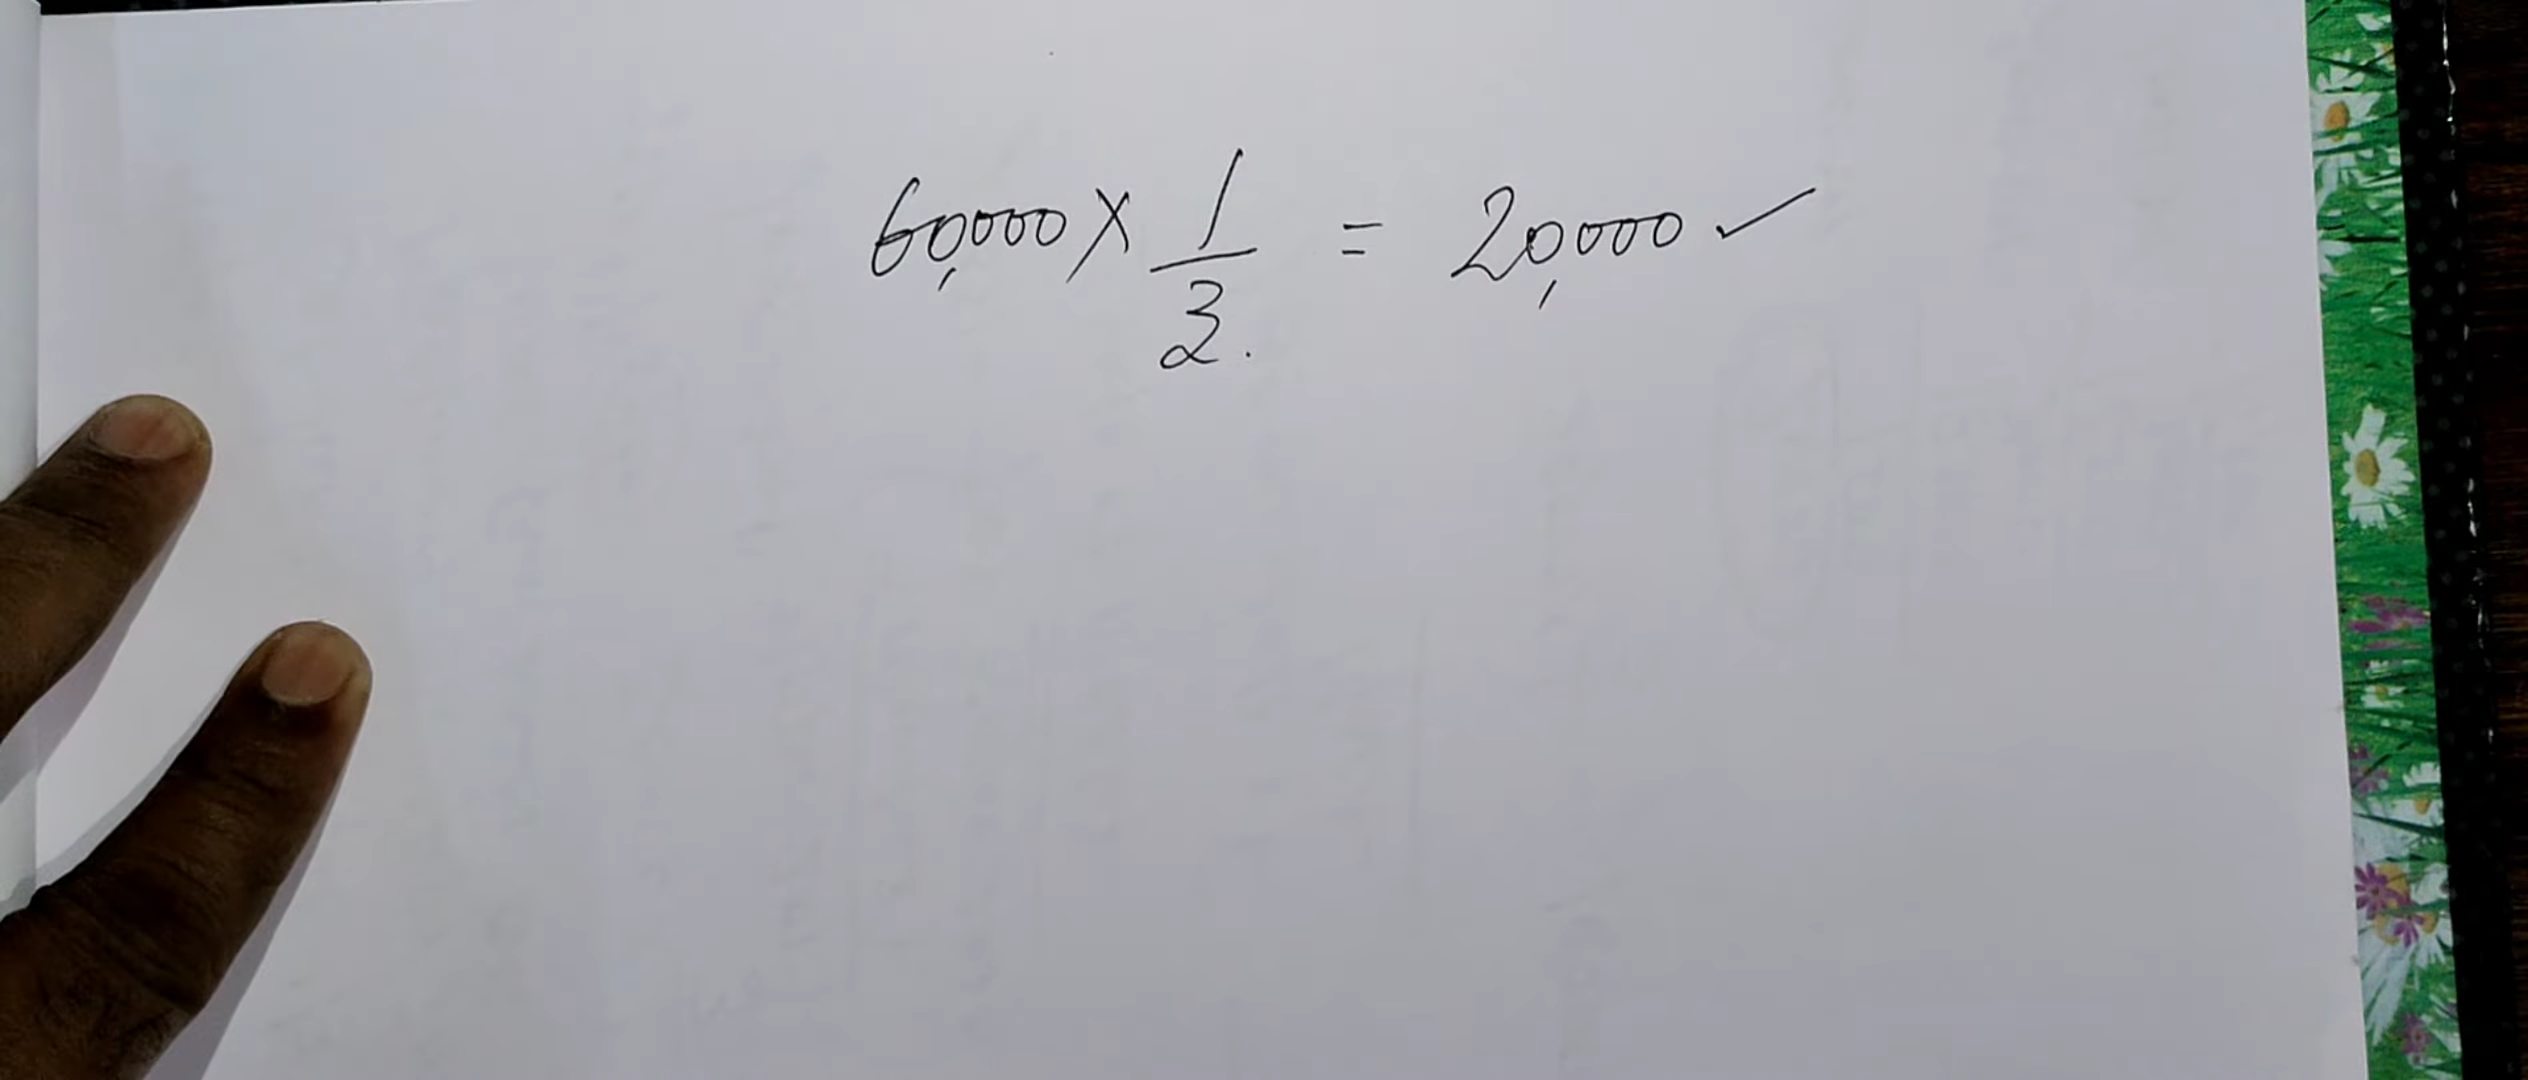 60,000 × 1/3. = 20,000 ✓